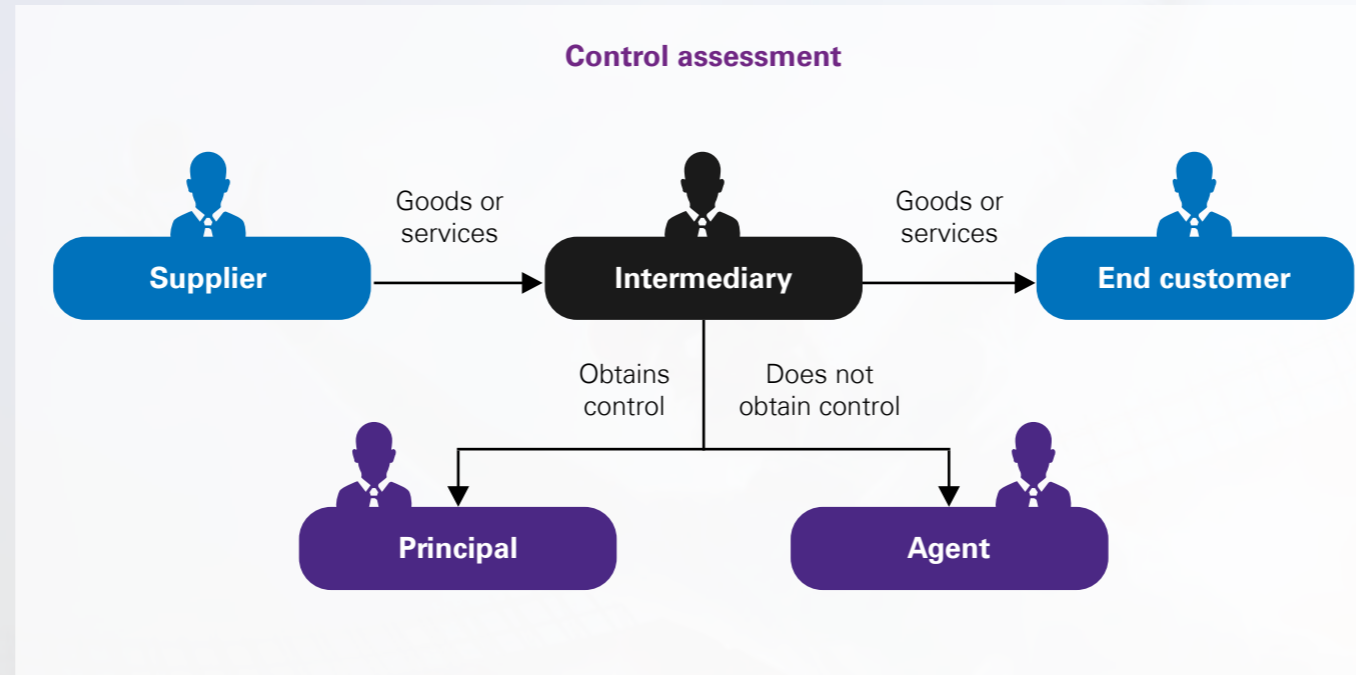 Control assessment
Goods or
services
Goods or
services
Supplier
Intermediary
End customer
Obtains
control
Does not
obtain control
Principal
Agent